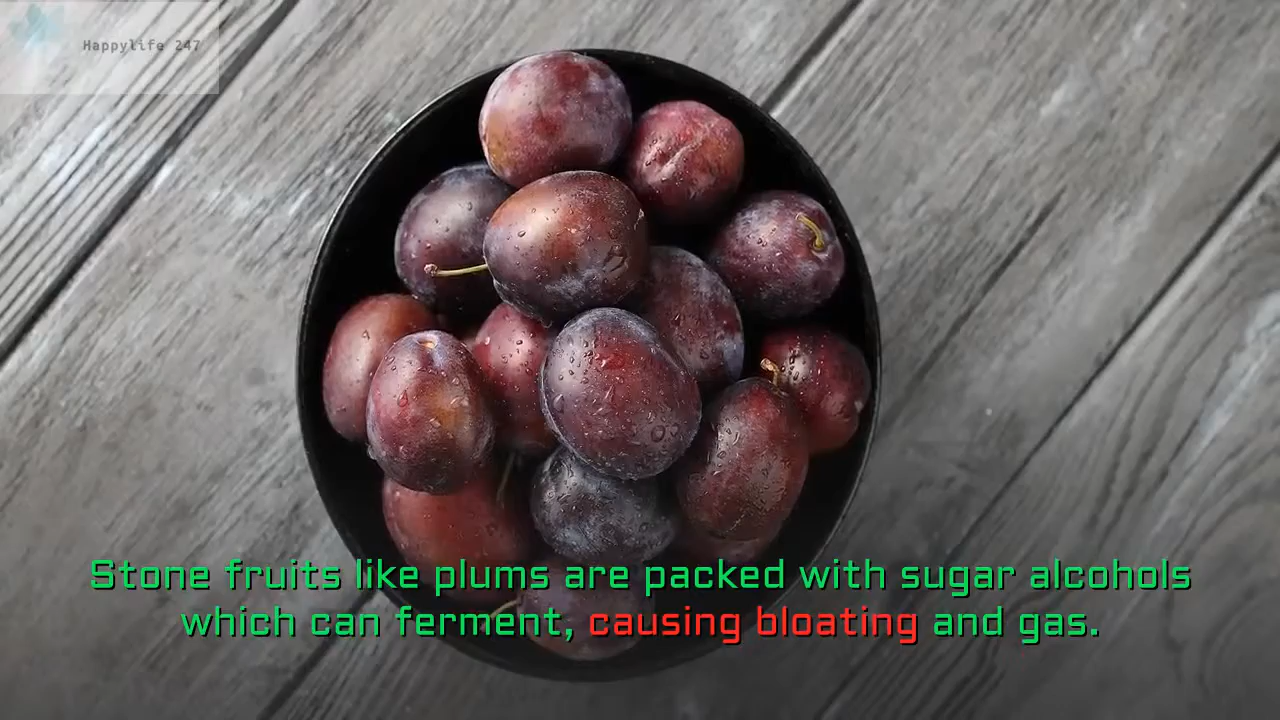 Happylife 247
Stone fruits like plums are packed with sugar alcohols
which can ferment, causing bloating and gas.